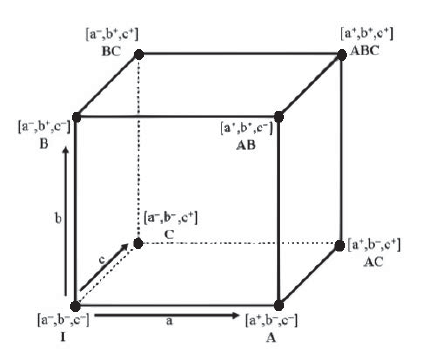 [a⁻,b⁺,c⁺]
BC
[a⁺,b⁺,c⁺]
ABC
[a⁻,b⁺,c⁻]
B
[a⁺,b⁺,c⁻]
AB
b
c
[a⁻,b⁻,c⁺]
C
[a⁺,b⁻,c⁺]
AC
[a⁻,b⁻,c⁻]
I
a
[a⁺,b⁻,c⁻]
A